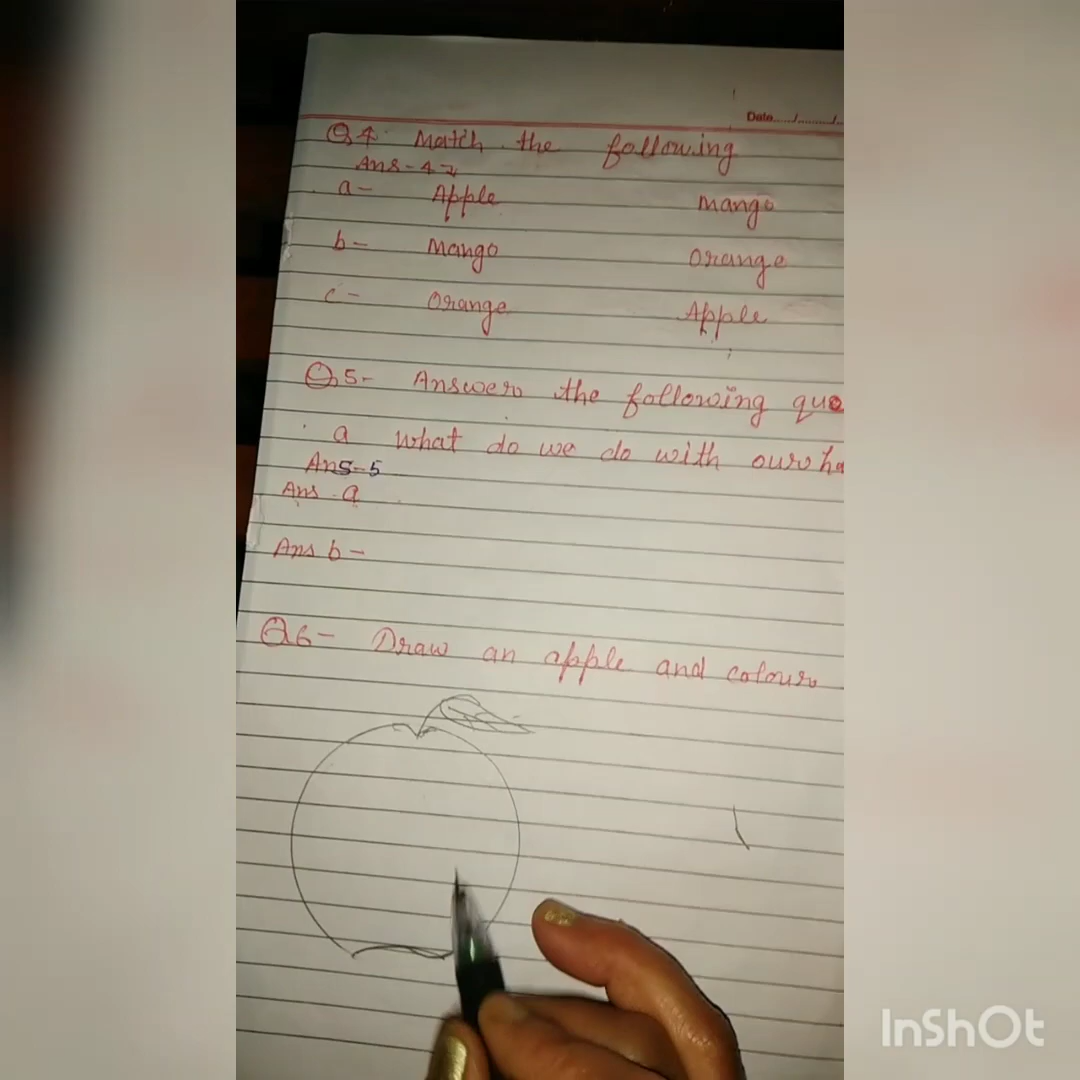 Date...../........./..
Q4. Match the following
Ans-4
a- Apple Mango
b- Mango Orange
c- Orange Apple
Q5- Answer the following que
a What do we do with our ha
Ans-5
Ans a
Ans b-
Q6- Draw an apple and colour
InShOt